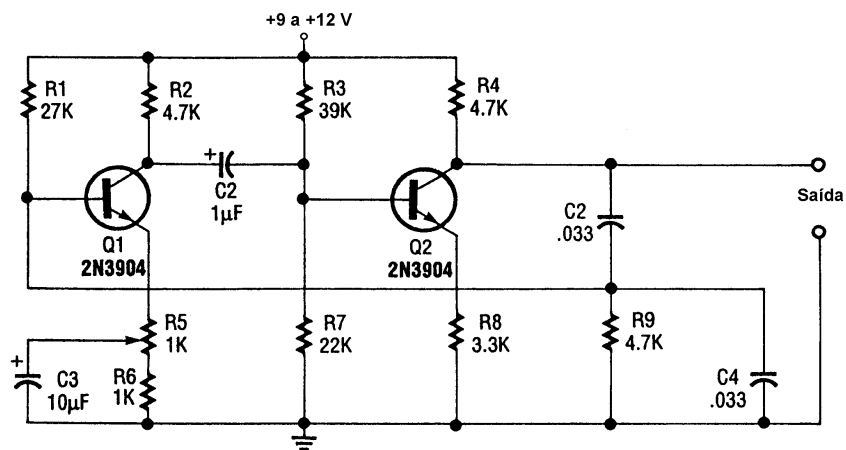 +9 a +12 V
R1
27K
R2
4.7K
R3
39K
R4
4.7K
+
C2
1µF
Q1
2N3904
Q2
2N3904
C2
.033
Saída
R5
1K
R6
1K
+
C3
10µF
R7
22K
R8
3.3K
R9
4.7K
C4
.033